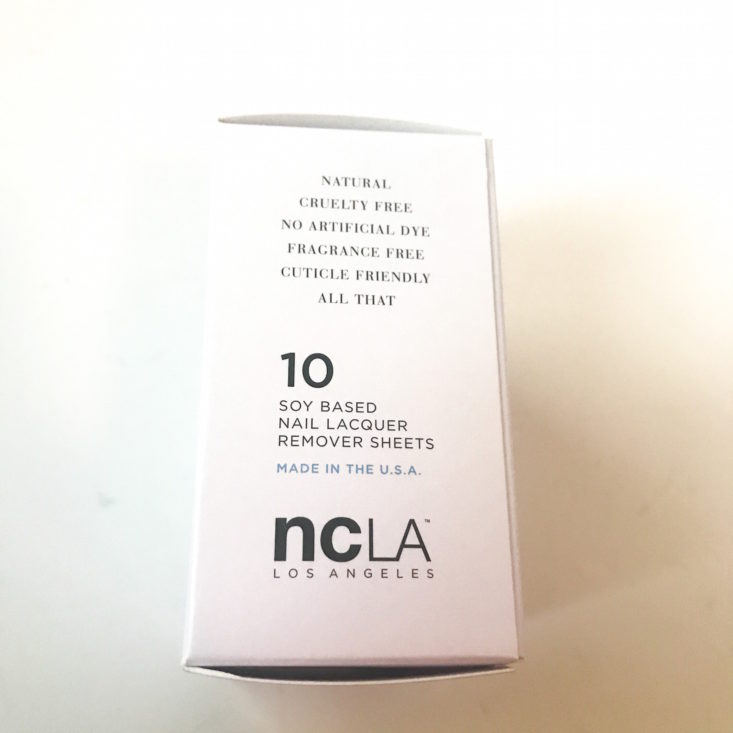 NATURAL
CRUELTY FREE
NO ARTIFICIAL DYE
FRAGRANCE FREE
CUTICLE FRIENDLY
ALL THAT
10
SOY BASED
NAIL LACQUER
REMOVER SHEETS
MADE IN THE U.S.A.
ncLA™
LOS ANGELES